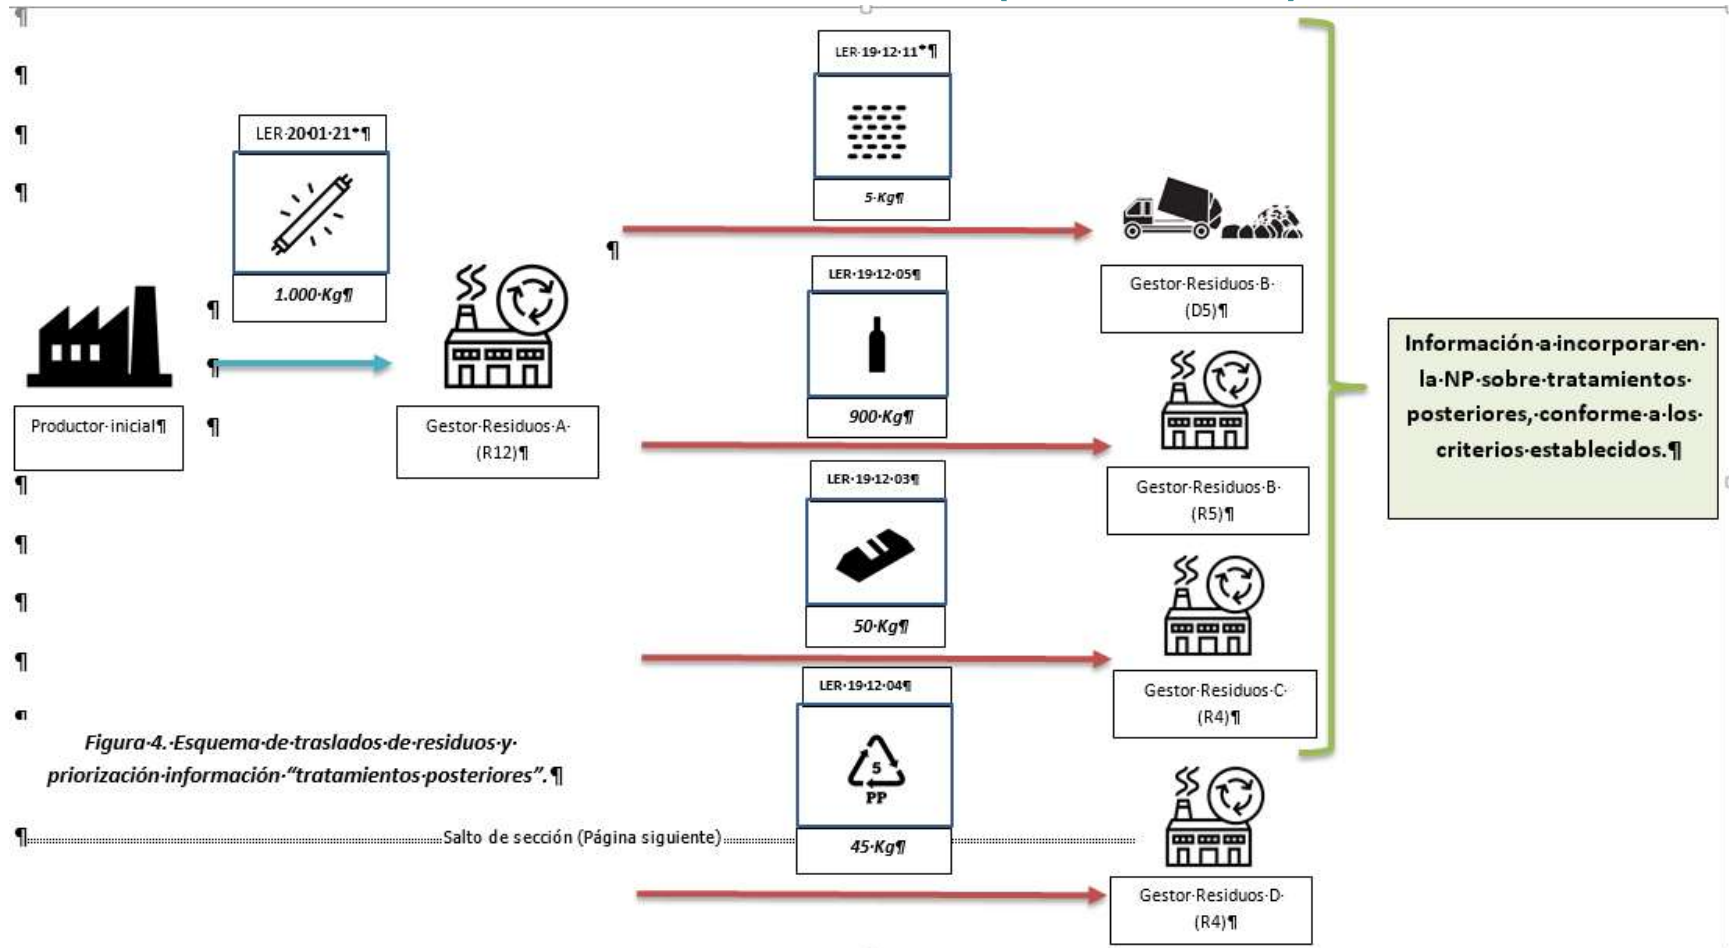 LER·20·01·21*¶
1.000·Kg¶
Productor·inicial¶
Gestor·Residuos·A·
(R12)¶
LER·19·12·11*¶
5·Kg¶
Gestor·Residuos·B·
(D5)¶
LER·19·12·05¶
900·Kg¶
Gestor·Residuos·B·
(R5)¶
LER·19·12·03¶
50·Kg¶
Gestor·Residuos·C·
(R4)¶
LER·19·12·04¶
5
PP
45·Kg¶
Gestor·Residuos·D·
(R4)¶
Información·a·incorporar·en·
la·NP·sobre·tratamientos·
posteriores,·conforme·a·los·
criterios·establecidos.¶
Figura·4.·Esquema·de·traslados·de·residuos·y·
priorización·información·“tratamientos·posteriores”.¶
Salto de sección (Página siguiente)